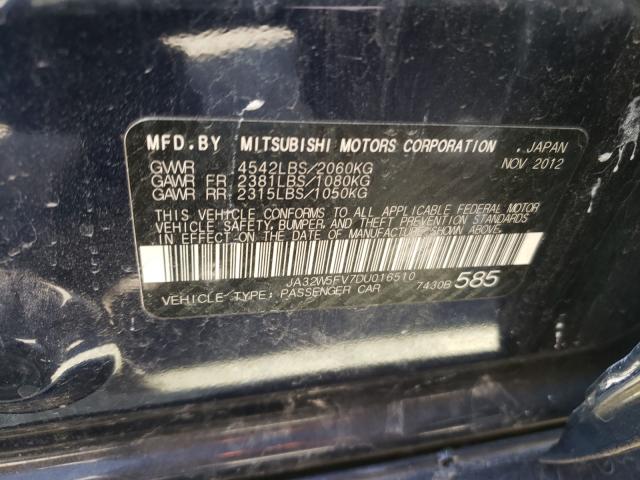 MFD.BY MITSUBISHI MOTORS CORPORATION . JAPAN
NOV 2012
GVWR 4542LBS/2060KG
GAWR FR 2381LBS/1080KG
GAWR RR 2315LBS/1050KG
THIS VEHICLE CONFORMS TO ALL APPLICABLE FEDERAL MOTOR
VEHICLE SAFETY, BUMPER, AND THEFT PREVENTION STANDARDS
IN EFFECT ON THE DATE OF MANUFACTURE SHOWN ABOVE.
JA32W5FV7DU016510
VEHICLE TYPE: PASSENGER CAR 7430B 585